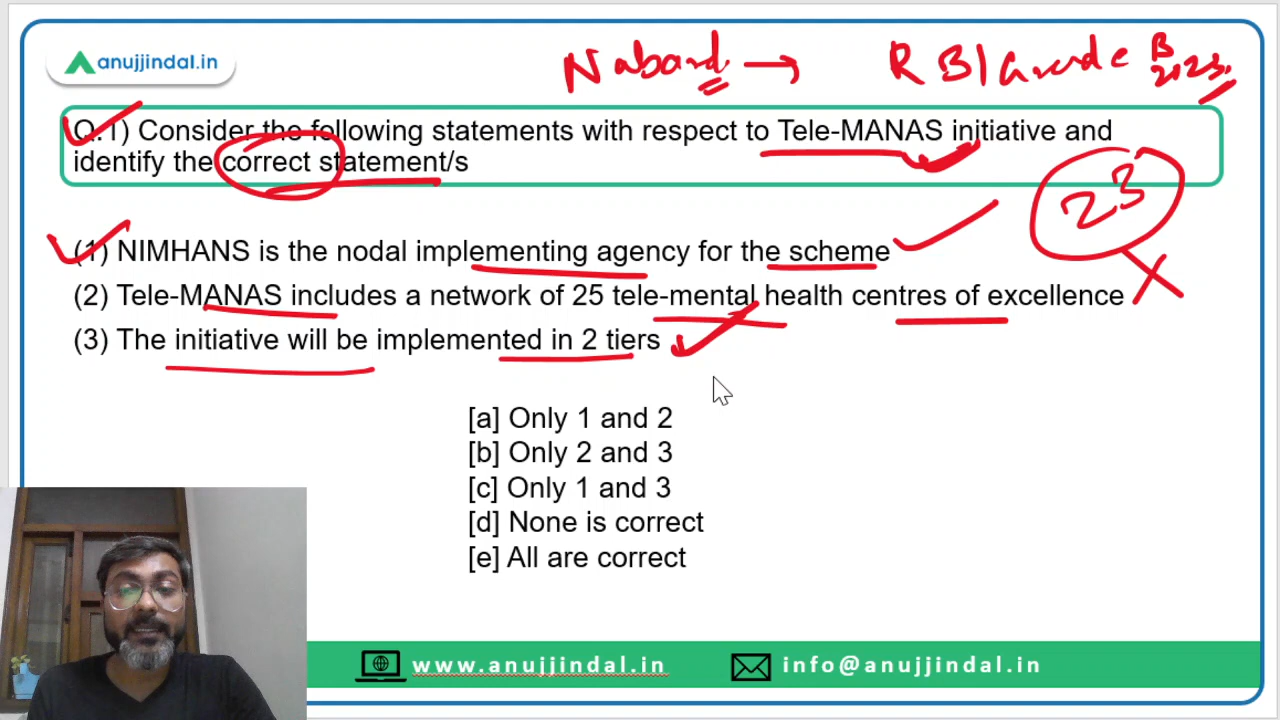 anujjindal.in
Nabard → RBI Grade B 2023.
Q.1) Consider the following statements with respect to Tele-MANAS initiative and
identify the correct statement/s
23
(1) NIMHANS is the nodal implementing agency for the scheme
(2) Tele-MANAS includes a network of 25 tele-mental health centres of excellence
(3) The initiative will be implemented in 2 tiers
[a] Only 1 and 2
[b] Only 2 and 3
[c] Only 1 and 3
[d] None is correct
[e] All are correct
www.anujjindal.in
info@anujjindal.in